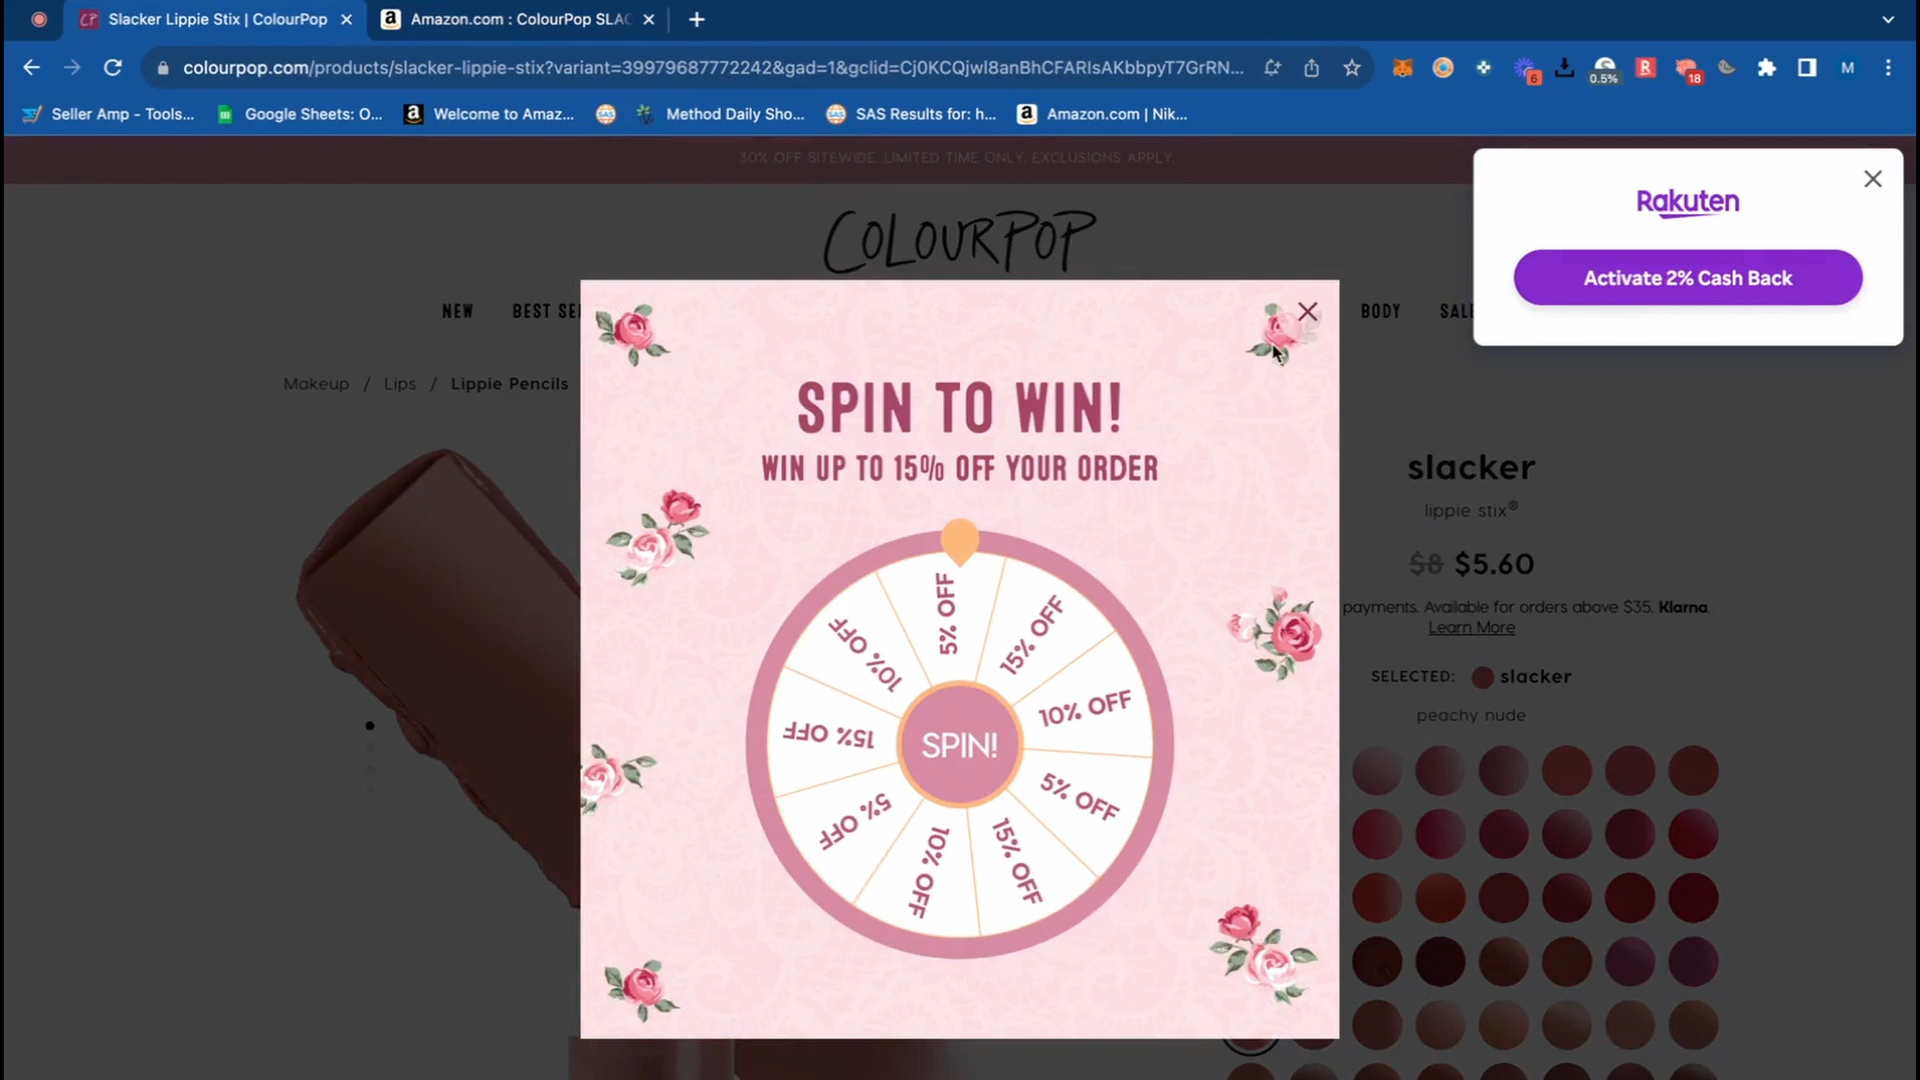 Slacker Lippie Stix | ColourPop
Amazon.com : ColourPop SLAC
colourpop.com/products/slacker-lippie-stix?variant=39979687772242&gad=1&gclid=Cj0KCQjwl8anBhCFARIsAKbbpyT7GrRN...
6
0.5%
R
18
M
Seller Amp - Tools...
Google Sheets: O...
Welcome to Amaz...
SAS
Method Daily Sho...
SAS
SAS Results for: h...
Amazon.com | Nik...
30% OFF SITEWIDE. LIMITED TIME ONLY. EXCLUSIONS APPLY.
Rakuten
Activate 2% Cash Back
COLOURPOP
NEW
BEST SE
BODY
SALE
Makeup / Lips / Lippie Pencils
SPIN TO WIN!
WIN UP TO 15% OFF YOUR ORDER
5% OFF
15% OFF
10% OFF
5% OFF
15% OFF
10% OFF
5% OFF
15% OFF
10% OFF
SPIN!
slacker
lippie stix®
$8 $5.60
payments. Available for orders above $35. Klarna.
Learn More
SELECTED: slacker
peachy nude